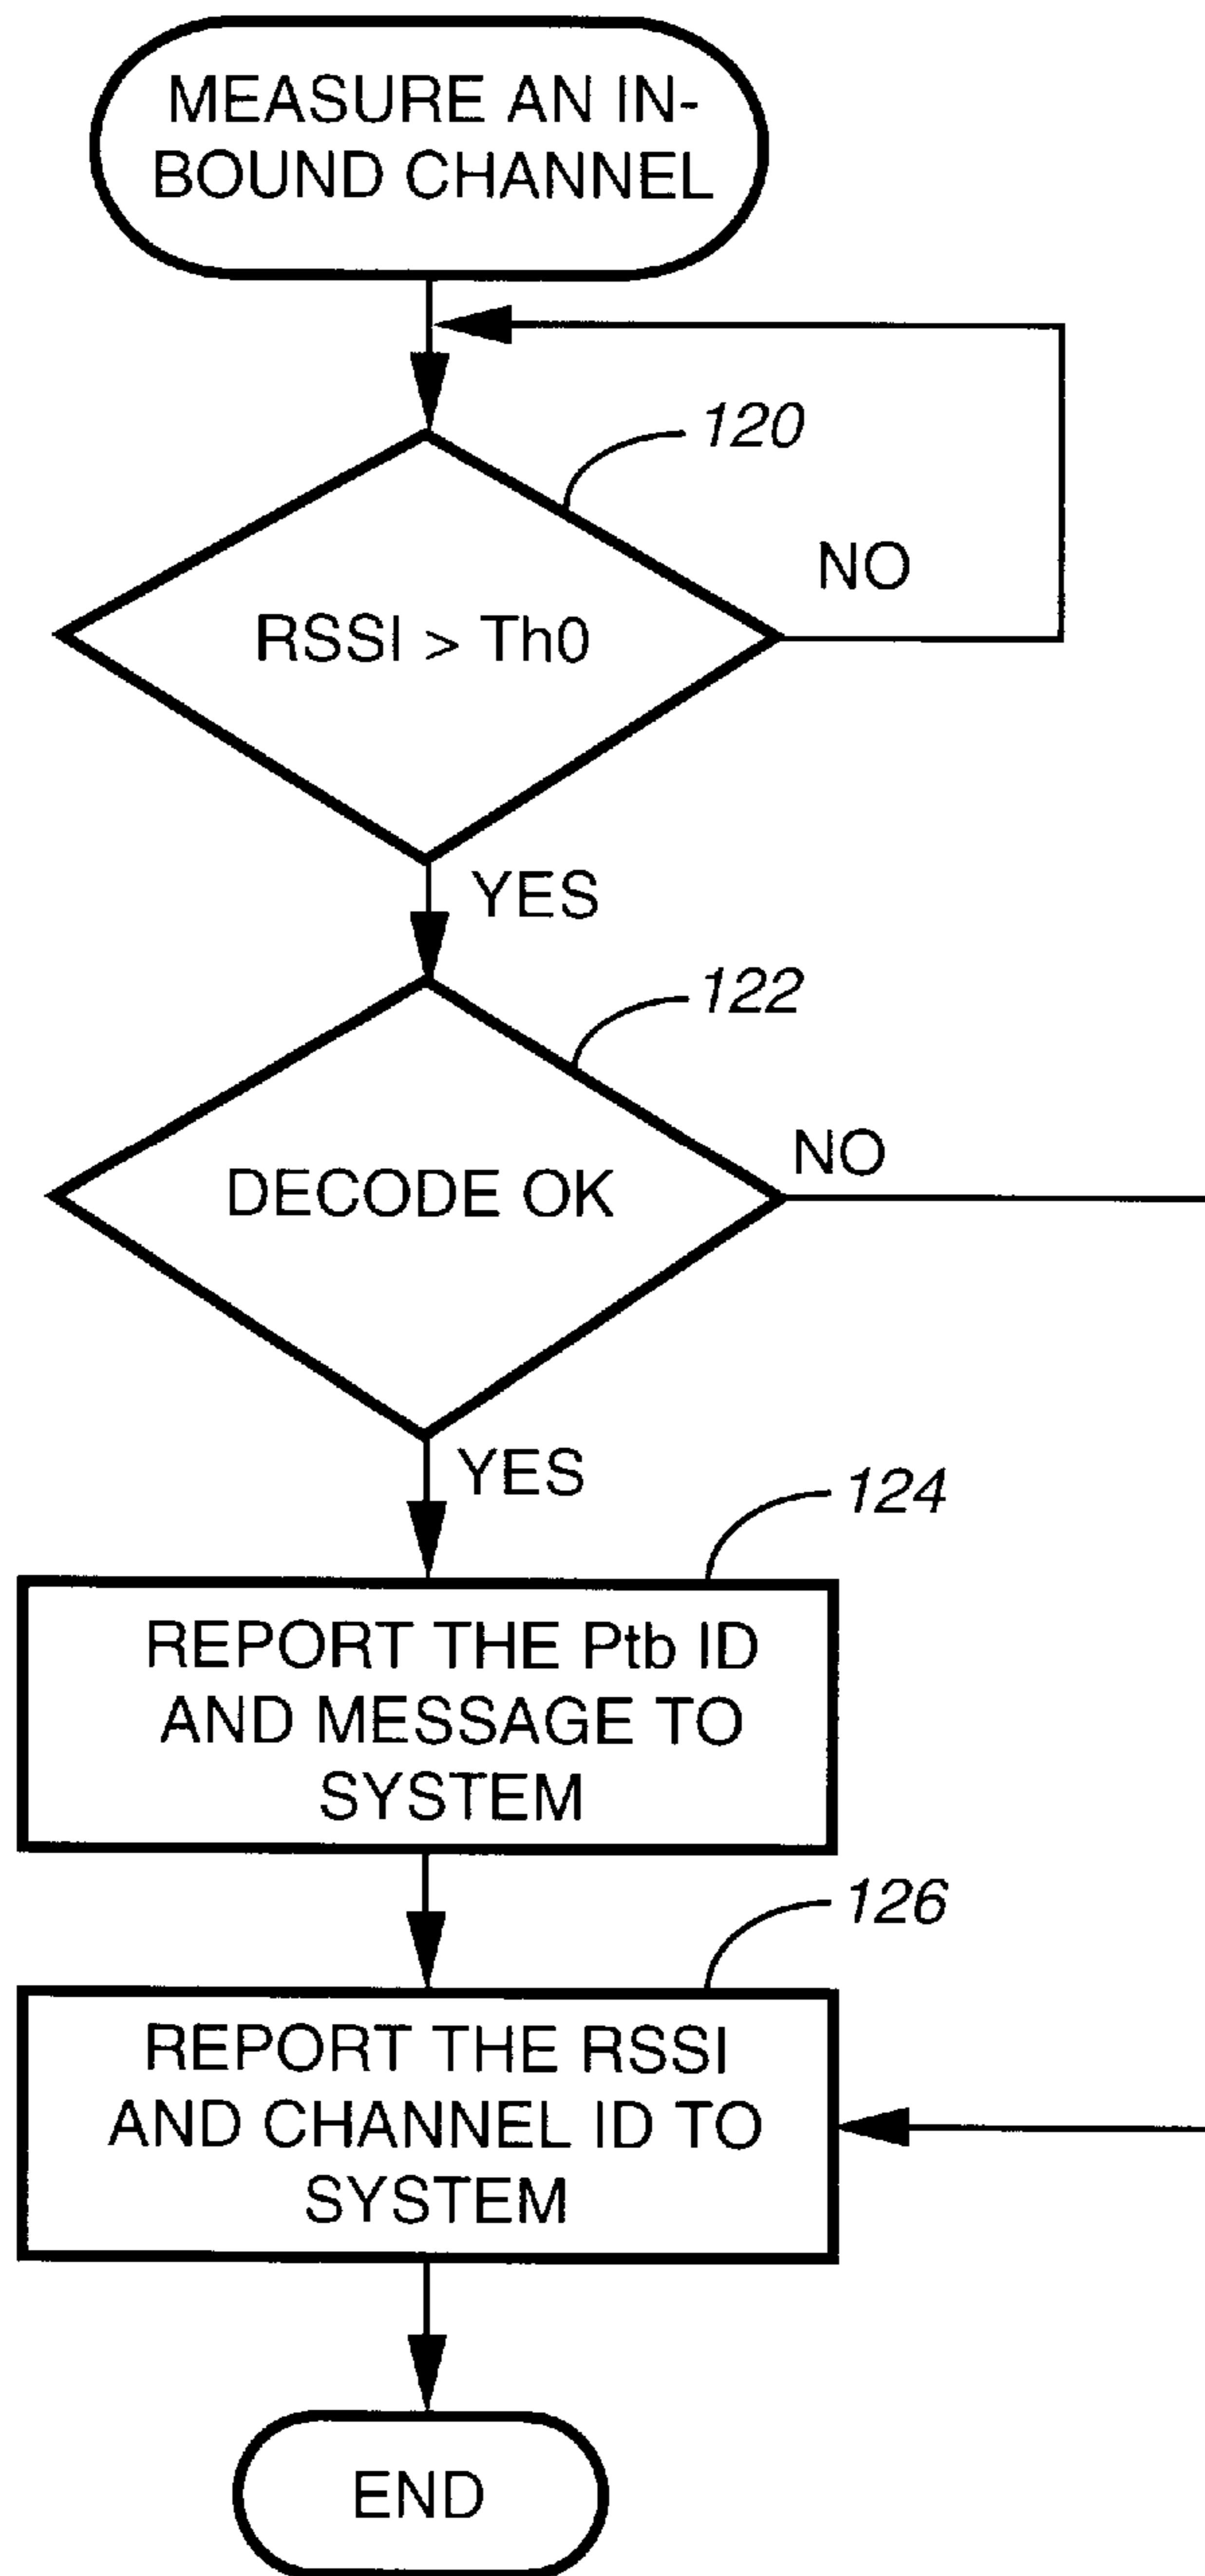 MEASURE AN IN-
BOUND CHANNEL
120
NO
RSSI > Th0
YES
122
NO
DECODE OK
YES
124
REPORT THE Ptb ID
AND MESSAGE TO
SYSTEM
126
REPORT THE RSSI
AND CHANNEL ID TO
SYSTEM
END